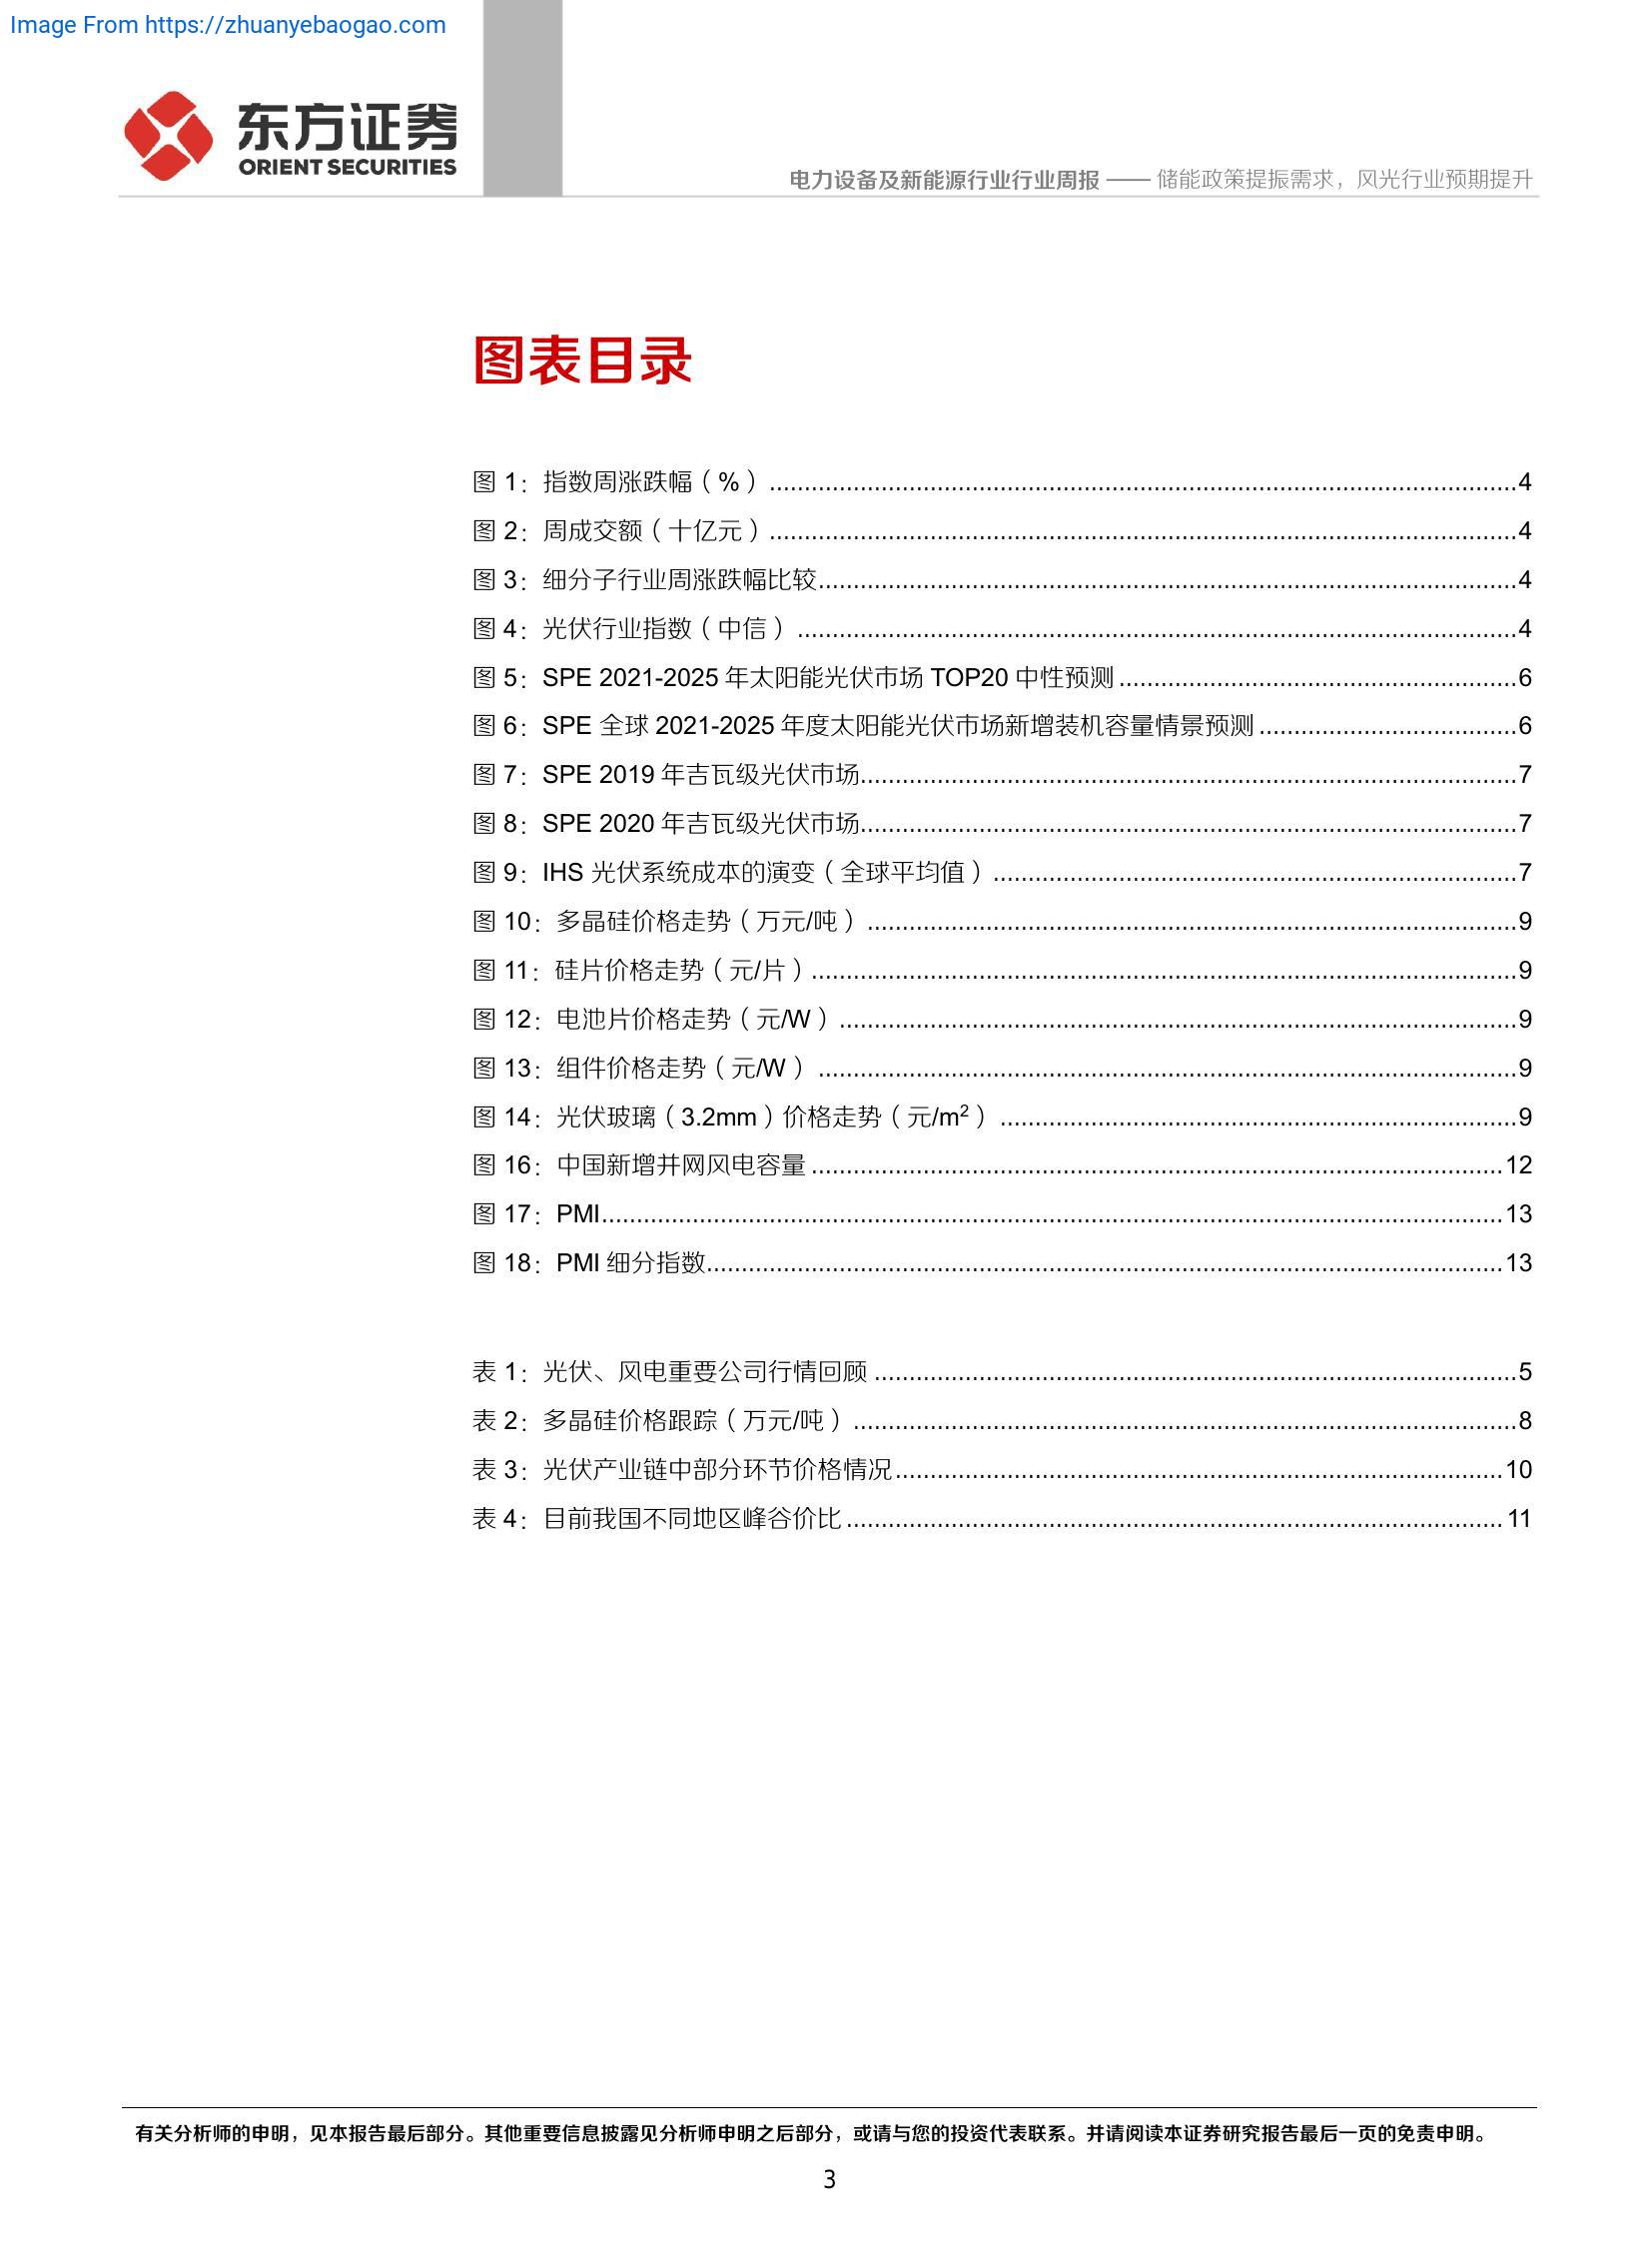 Image From https://zhuanyebaogao.com
东方证券
ORIENT SECURITIES
电力设备及新能源行业行业周报 —— 储能政策提振需求，风光行业预期提升
图表目录
图 1：指数周涨跌幅（%）....................4
图 2：周成交额（十亿元）....................4
图 3：细分子行业周涨跌幅比较....................4
图 4：光伏行业指数（中信）....................4
图 5：SPE 2021-2025 年太阳能光伏市场 TOP20 中性预测....................6
图 6：SPE 全球 2021-2025 年度太阳能光伏市场新增装机容量情景预测....................6
图 7：SPE 2019 年吉瓦级光伏市场....................7
图 8：SPE 2020 年吉瓦级光伏市场....................7
图 9：IHS 光伏系统成本的演变（全球平均值）....................7
图 10：多晶硅价格走势（万元/吨）....................9
图 11：硅片价格走势（元/片）....................9
图 12：电池片价格走势（元/W）....................9
图 13：组件价格走势（元/W）....................9
图 14：光伏玻璃（3.2mm）价格走势（元/m²）....................9
图 16：中国新增并网风电容量....................12
图 17：PMI....................13
图 18：PMI 细分指数....................13
表 1：光伏、风电重要公司行情回顾....................5
表 2：多晶硅价格跟踪（万元/吨）....................8
表 3：光伏产业链中部分环节价格情况....................10
表 4：目前我国不同地区峰谷价比....................11
有关分析师的申明，见本报告最后部分。其他重要信息披露见分析师申明之后部分，或请与您的投资代表联系。并请阅读本证券研究报告最后一页的免责申明。
3